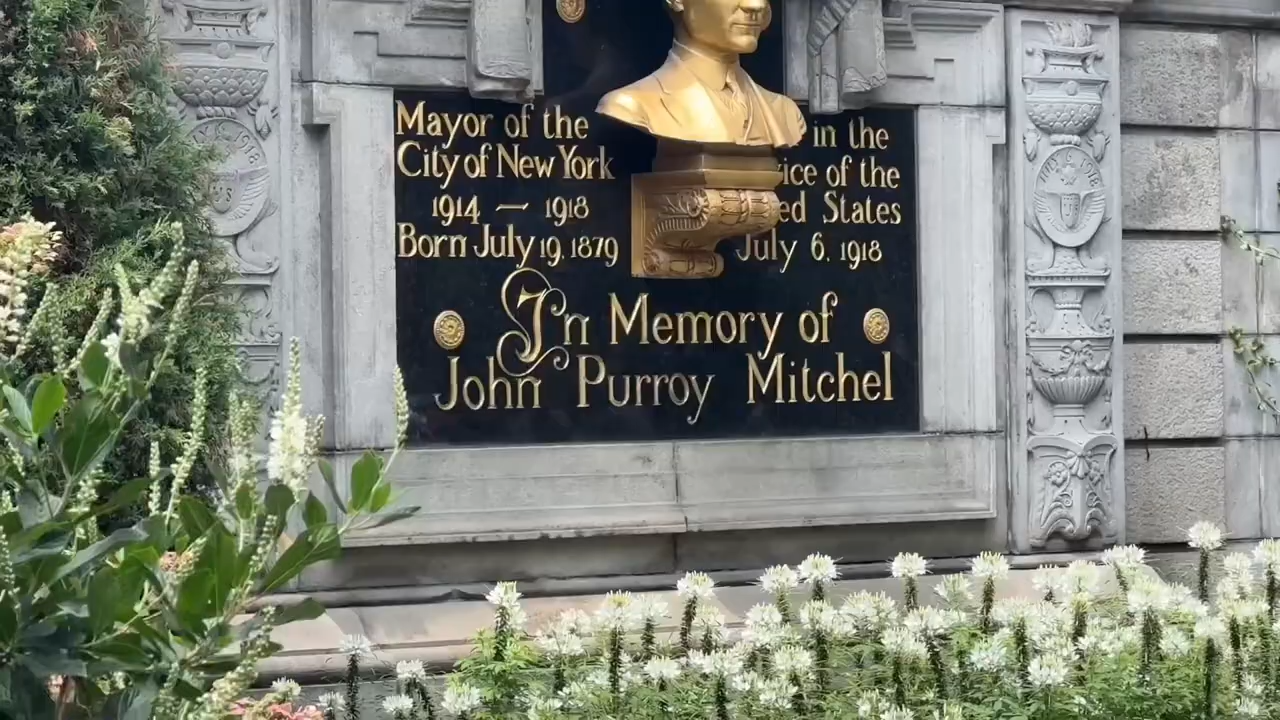 Mayor of the
City of New York
1914 — 1918
Born July 19, 1879
in the
vice of the
ed States
July 6, 1918
In Memory of
John Purroy Mitchel